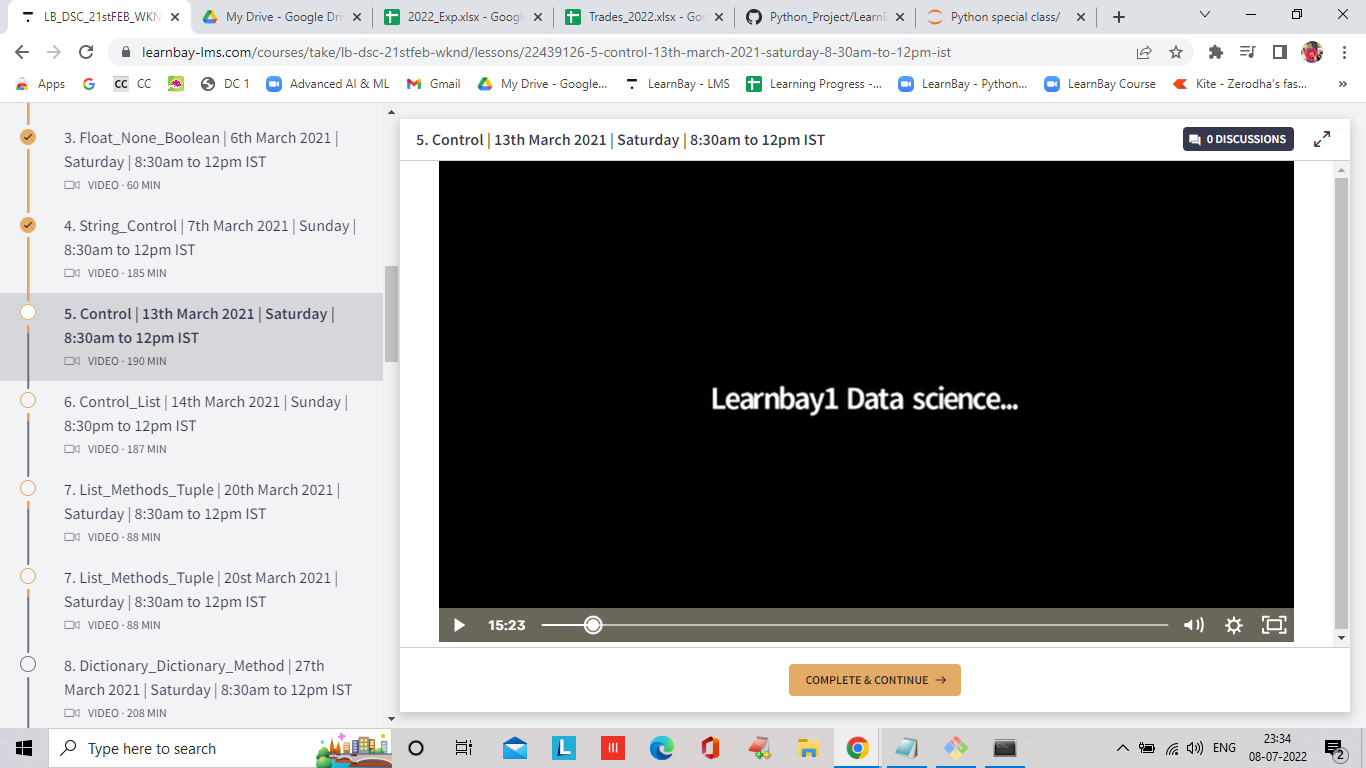 LB_DSC_21stFEB_WKN
My Drive - Google Dri
2022_Exp.xlsx - Googl
Trades_2022.xlsx - Goo
Python_Project/LearnB
Python special class/
learnbay-lms.com/courses/take/lb-dsc-21stfeb-wknd/lessons/22439126-5-control-13th-march-2021-saturday-8-30am-to-12pm-ist
Apps
CC CC
DC 1
Advanced AI & ML
Gmail
My Drive - Google...
LearnBay - LMS
Learning Progress -...
LearnBay - Python...
LearnBay Course
Kite - Zerodha's fas...
»
3. Float_None_Boolean | 6th March 2021 |
Saturday | 8:30am to 12pm IST
VIDEO · 60 MIN
4. String_Control | 7th March 2021 | Sunday |
8:30am to 12pm IST
VIDEO · 185 MIN
5. Control | 13th March 2021 | Saturday |
8:30am to 12pm IST
VIDEO · 190 MIN
6. Control_List | 14th March 2021 | Sunday |
8:30pm to 12pm IST
VIDEO · 187 MIN
7. List_Methods_Tuple | 20th March 2021 |
Saturday | 8:30am to 12pm IST
VIDEO · 88 MIN
7. List_Methods_Tuple | 20st March 2021 |
Saturday | 8:30am to 12pm IST
VIDEO · 88 MIN
8. Dictionary_Dictionary_Method | 27th
March 2021 | Saturday | 8:30am to 12pm IST
VIDEO · 208 MIN
5. Control | 13th March 2021 | Saturday | 8:30am to 12pm IST
0 DISCUSSIONS
Learnbay1 Data science...
15:23
COMPLETE & CONTINUE →
Type here to search
L
ENG
23:34
08-07-2022
2